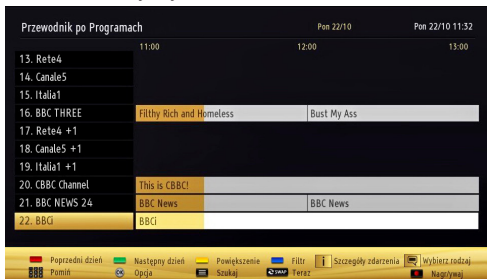 Przewodnik po Programach Pon 22/10 Pon 22/10 11:32
11:00 12:00 13:00
13. Rete4
14. Canale5
15. Italia1
16. BBC THREE Filthy Rich and Homeless Bust My Ass
17. Rete4 +1
18. Canale5 +1
19. Italia1 +1
20. CBBC Channel This is CBBC!
21. BBC NEWS 24 BBC News BBC News
22. BBCi BBCi
Poprzedni dzień Następny dzień Powiększenie Filtr i Szczegóły zdarzenia Wybierz rodzaj
Pomiń OK Opcja Szukaj SWAP Teraz Nagrywaj